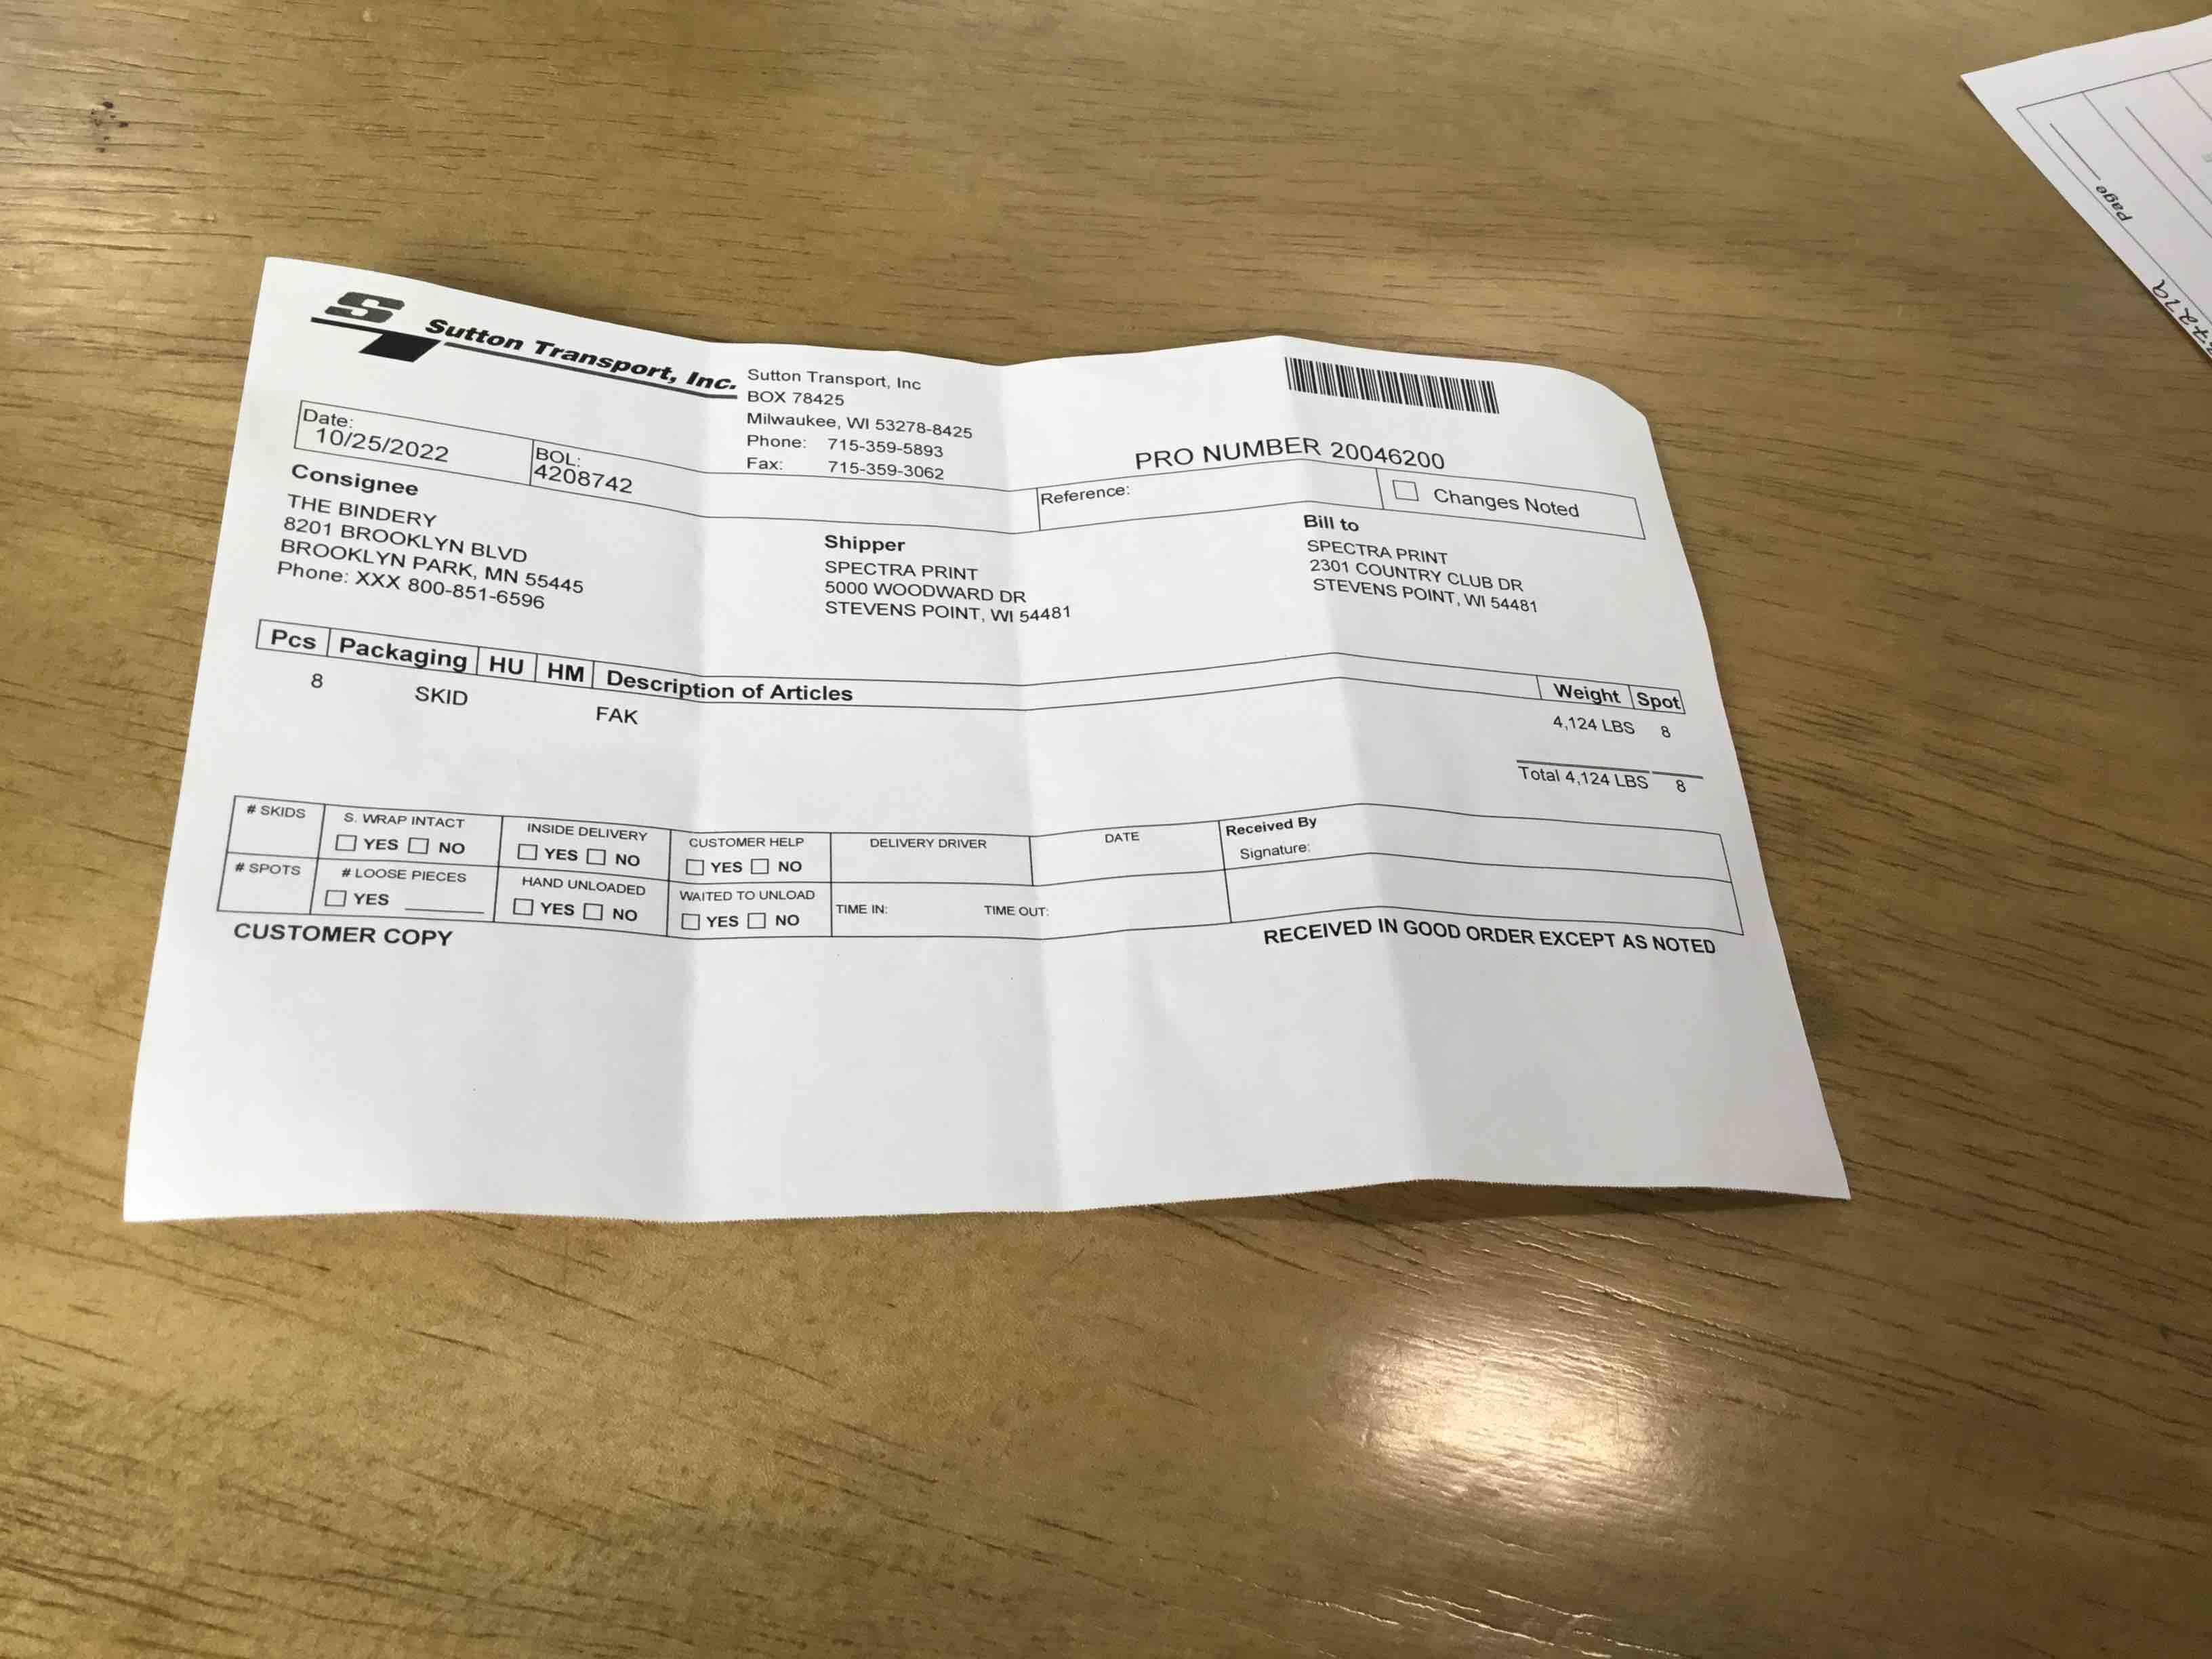 S
Sutton Transport, Inc.
Sutton Transport, Inc
BOX 78425
Milwaukee, WI 53278-8425
Phone: 715-359-5893
Fax: 715-359-3062
PRO NUMBER 20046200
Date:
10/25/2022
BOL:
4208742
Reference:
Changes Noted
Consignee
THE BINDERY
8201 BROOKLYN BLVD
BROOKLYN PARK, MN 55445
Phone: XXX 800-851-6596
Shipper
SPECTRA PRINT
5000 WOODWARD DR
STEVENS POINT, WI 54481
Bill to
SPECTRA PRINT
2301 COUNTRY CLUB DR
STEVENS POINT, WI 54481
Pcs Packaging HU HM Description of Articles Weight Spot
8 SKID FAK 4,124 LBS 8
Total 4,124 LBS 8
# SKIDS
S. WRAP INTACT
YES NO
INSIDE DELIVERY
YES NO
CUSTOMER HELP
YES NO
DELIVERY DRIVER
DATE
Received By
Signature:
# SPOTS
# LOOSE PIECES
YES
HAND UNLOADED
YES NO
WAITED TO UNLOAD
YES NO
TIME IN: TIME OUT:
CUSTOMER COPY
RECEIVED IN GOOD ORDER EXCEPT AS NOTED
Page